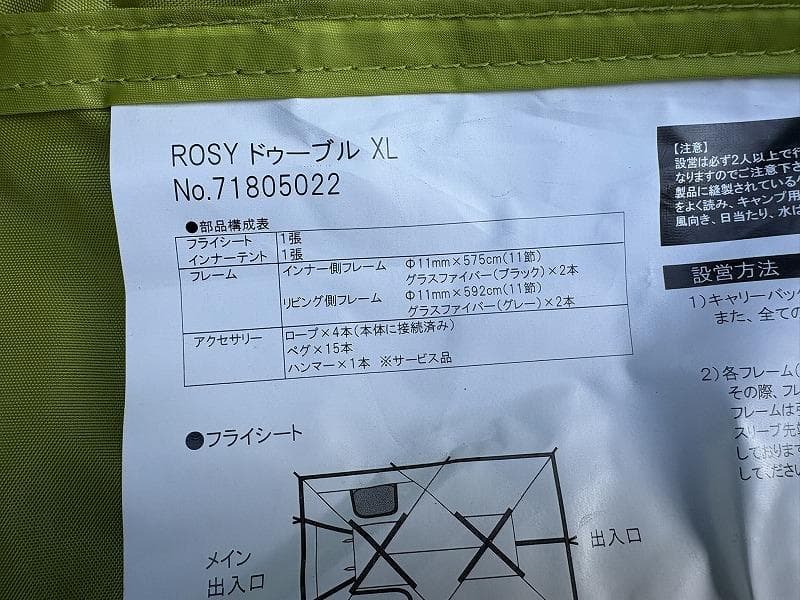 ROSY ドゥーブル XL
No.71805022
●部品構成表
フライシート 1張
インナーテント 1張
フレーム インナー側フレーム Φ11mm×575cm(11節)
グラスファイバー(ブラック)×2本
リビング側フレーム Φ11mm×592cm(11節)
グラスファイバー(グレー)×2本
アクセサリー ロープ×4本(本体に接続済み)
ペグ×15本
ハンマー×1本 ※サービス品
●フライシート
メイン
出入口
出入口
【注意】
設営は必ず2人以上で行
なりますのでご注意下さ
製品に縫製されている
をよく読み、キャンプ用
風向き、日当たり、水は
設営方法
1)キャリーバッ
また、全ての
2)各フレーム(
その際、フレ
フレームは
スリーブ先
しております
してくださ